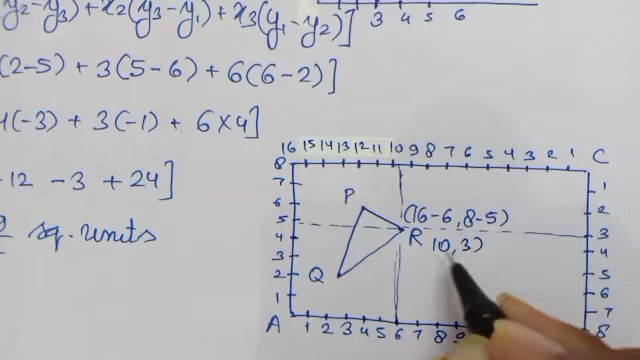 y₂-y₃)+x₂(y₃-y₁)+x₃(y₁-y₂)]
3 4 5 6
(2-5) + 3(5-6) + 6(6-2)]
(-3) + 3(-1) + 6×4]
-12 -3 +24]
sq. units
16 15 14 13 12 11 10 9 8 7 6 5 4 3 2 1 C
8
7
6
5
4
3
2
1
1
2
3
4
5
6
7
8
P
(16-6, 8-5)
R 10, 3)
Q
A 1 2 3 4 5 6 7 8 9